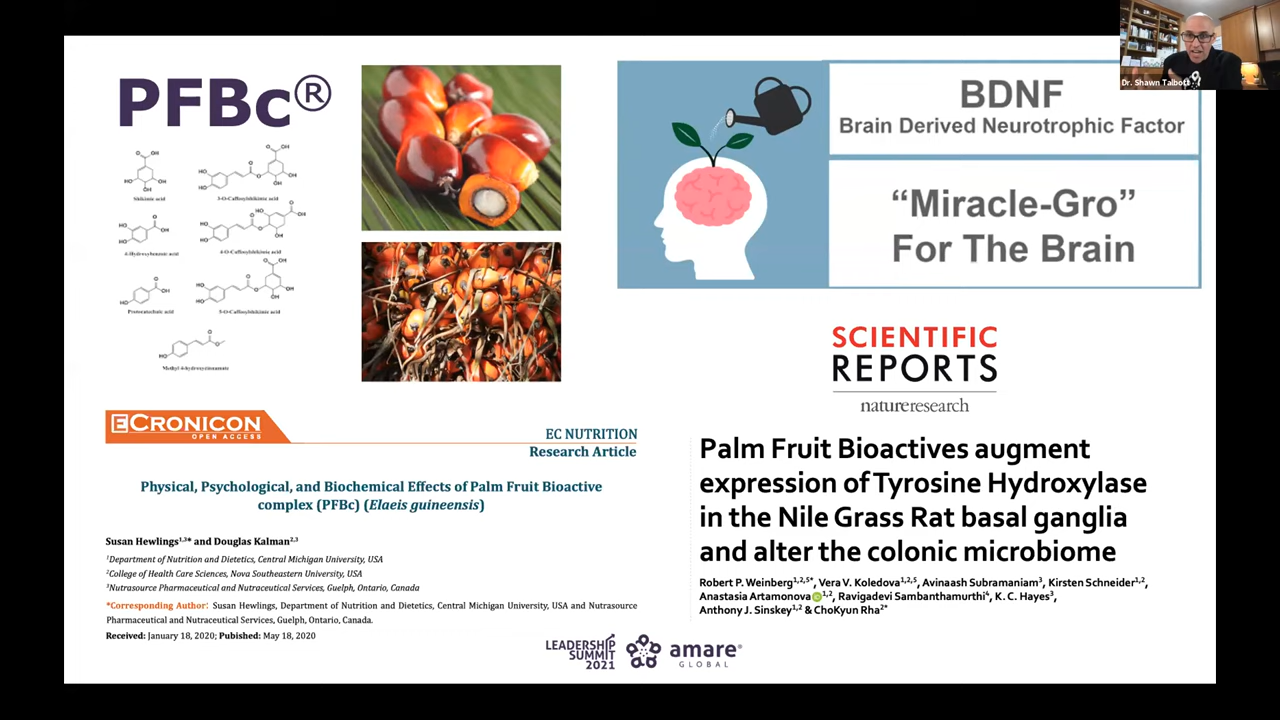 PFBc®
Shikimic acid
3-O-Caffoylshikimic acid
4-Hydroxybenzoic acid
4-O-Caffoylshikimic acid
Protocatechuic acid
5-O-Caffoylshikimic acid
Methyl 4-hydroxycinnamate
BDNF
Brain Derived Neurotrophic Factor
“Miracle-Gro”
For The Brain
Dr. Shawn Talbott
ECRONICON
OPEN ACCESS
EC NUTRITION
Research Article
Physical, Psychological, and Biochemical Effects of Palm Fruit Bioactive
complex (PFBc) (Elaeis guineensis)
Susan Hewlings1,3* and Douglas Kalman2,3
1Department of Nutrition and Dietetics, Central Michigan University, USA
2College of Health Care Sciences, Nova Southeastern University, USA
3Nutrasource Pharmaceutical and Nutraceutical Services, Guelph, Ontario, Canada
*Corresponding Author: Susan Hewlings, Department of Nutrition and Dietetics, Central Michigan University, USA and Nutrasource
Pharmaceutical and Nutraceutical Services, Guelph, Ontario, Canada.
Received: January 18, 2020; Pubished: May 18, 2020
SCIENTIFIC
REPORTS
natureresearch
Palm Fruit Bioactives augment
expression of Tyrosine Hydroxylase
in the Nile Grass Rat basal ganglia
and alter the colonic microbiome
Robert P. Weinberg1,2,5*, Vera V. Koledova1,2,5, Avinaash Subramaniam3, Kirsten Schneider1,2,
Anastasia Artamonova1,2, Ravigadevi Sambanthamurthi4, K. C. Hayes3,
Anthony J. Sinskey1,2 & ChoKyun Rha2*
LEADERSHIP
SUMMIT
2021
amare®
GLOBAL